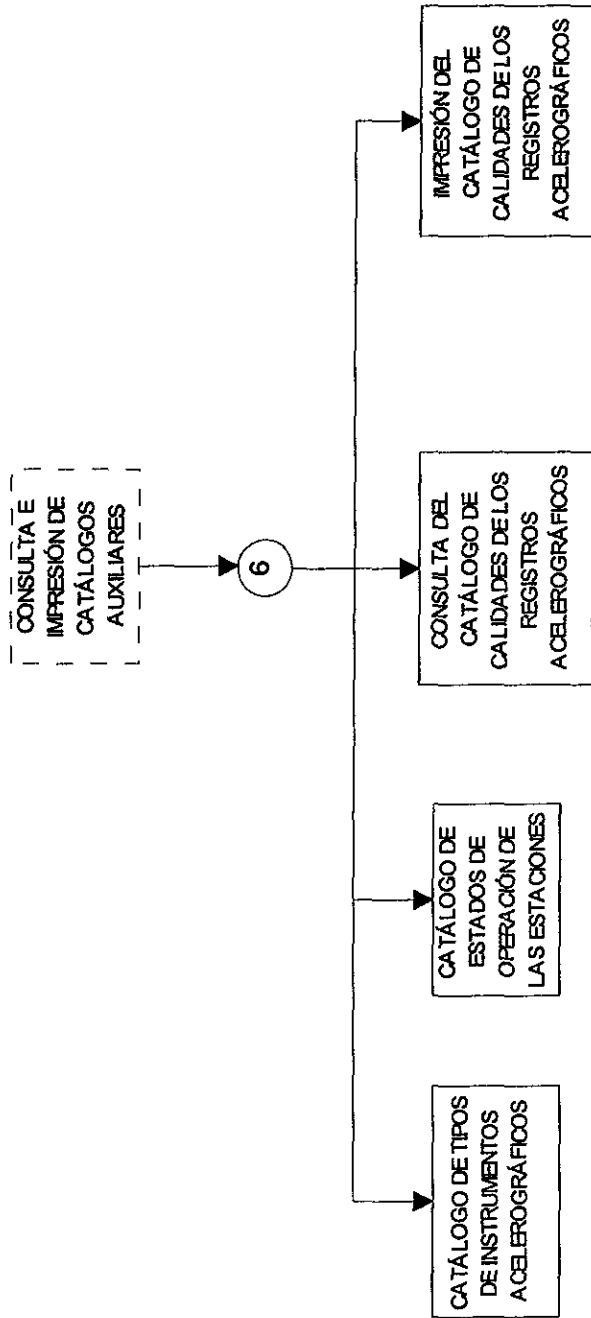 CONSULTA E
IMPRESIÓN DE
CATÁLOGOS
AUXILIARES
6
CATÁLOGO DE TIPOS
DE INSTRUMENTOS
ACELEROGRÁFICOS
CATÁLOGO DE
ESTADOS DE
OPERACIÓN DE
LAS ESTACIONES
CONSULTA DEL
CATÁLOGO DE
CALIDADES DE LOS
REGISTROS
ACELEROGRÁFICOS
IMPRESIÓN DEL
CATÁLOGO DE
CALIDADES DE LOS
REGISTROS
ACELEROGRÁFICOS